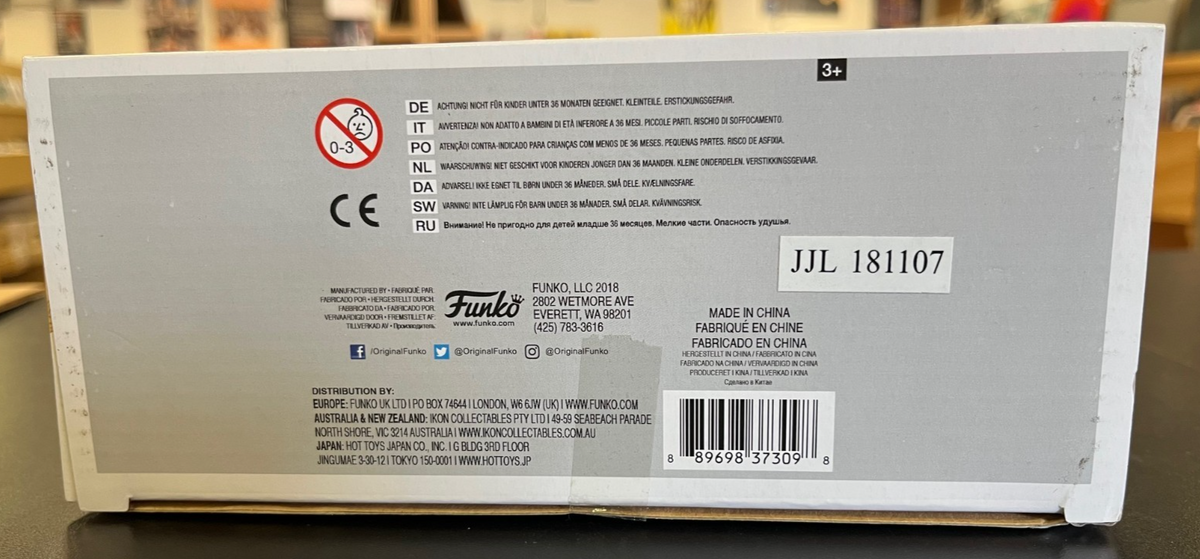 3+
0-3
DE ACHTUNG! NICHT FÜR KINDER UNTER 36 MONATEN GEEIGNET. KLEINTEILE. ERSTICKUNGSGEFAHR.
IT AVVERTENZA! NON ADATTO A BAMBINI DI ETÀ INFERIORE A 36 MESI. PICCOLE PARTI. RISCHIO DI SOFFOCAMENTO.
PO ATENÇÃO! CONTRA-INDICADO PARA CRIANÇAS COM MENOS DE 36 MESES. PEQUENAS PARTES. RISCO DE ASFIXIA.
NL WAARSCHUWING! NIET GESCHIKT VOOR KINDEREN JONGER DAN 36 MAANDEN. KLEINE ONDERDELEN. VERSTIKKINGSGEVAAR.
DA ADVARSEL! IKKE EGNET TIL BØRN UNDER 36 MÅNEDER. SMÅ DELE. KVÆLNINGSFARE.
SW VARNING! INTE LÄMPLIG FÖR BARN UNDER 36 MÅNADER. SMÅ DELAR. KVÄVNINGSRISK.
RU Внимание! Не пригодно для детей младше 36 месяцев. Мелкие части. Опасность удушья.
CE
JJL 181107
MANUFACTURED BY • FABRIQUÉ PAR
FABRICADO POR • HERGESTELLT DURCH
FABBRICATO DA • FABRICADO POR
VERVAARDIGD DOOR • FREMSTILLET AF
TILLVERKAD AV • Производитель
Funko
www.funko.com
FUNKO, LLC 2018
2802 WETMORE AVE
EVERETT, WA 98201
(425) 783-3616
/OriginalFunko @OriginalFunko @OriginalFunko
MADE IN CHINA
FABRIQUÉ EN CHINE
FABRICADO EN CHINA
HERGESTELLT IN CHINA / FABBRICATO IN CINA
FABRICADO NA CHINA / VERVAARDIGD IN CHINA
PRODUCERET I KINA / TILLVERKAD I KINA
Сделано в Китае
DISTRIBUTION BY:
EUROPE: FUNKO UK LTD | PO BOX 74644 | LONDON, W6 6JW (UK) | WWW.FUNKO.COM
AUSTRALIA & NEW ZEALAND: IKON COLLECTABLES PTY LTD | 49-59 SEABEACH PARADE
NORTH SHORE, VIC 3214 AUSTRALIA | WWW.IKONCOLLECTABLES.COM.AU
JAPAN: HOT TOYS JAPAN CO., INC. | G BLDG 3RD FLOOR
JINGUMAE 3-30-12 | TOKYO 150-0001 | WWW.HOTTOYS.JP
8 89698 37309 8